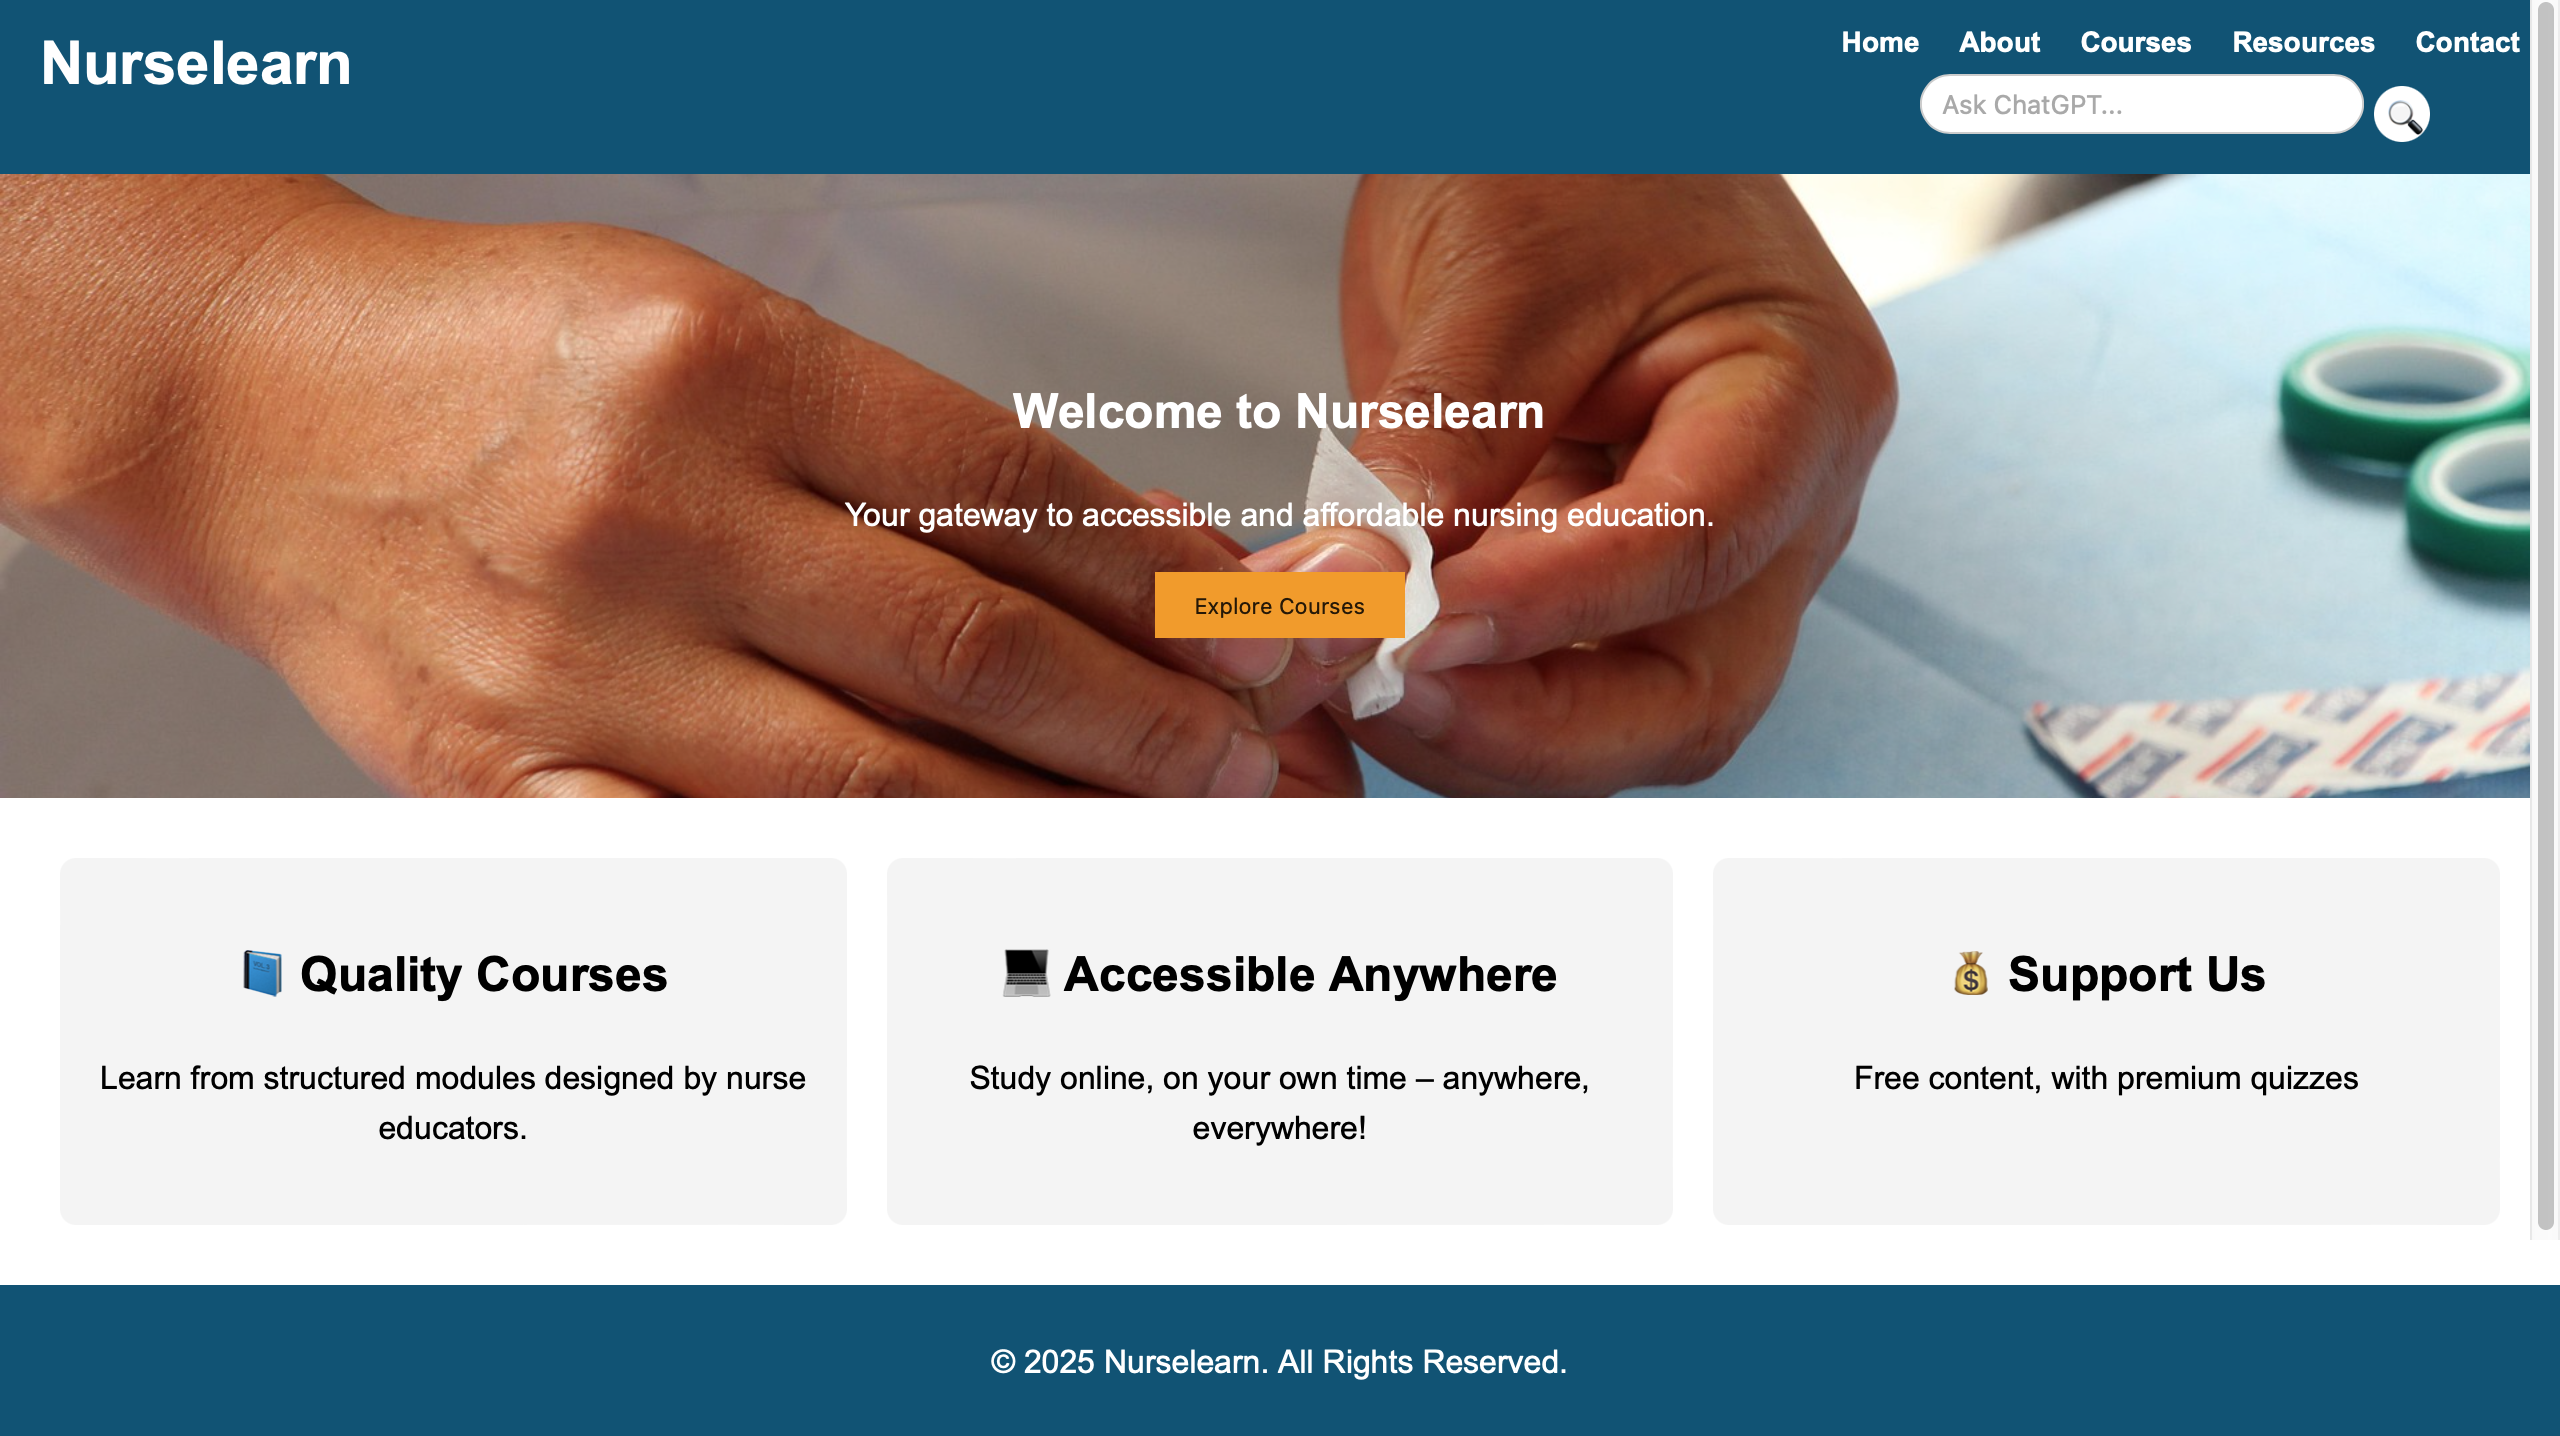 Nurselearn
Home About Courses Resources Contact
Ask ChatGPT...
Welcome to Nurselearn
Your gateway to accessible and affordable nursing education.
Explore Courses
Quality Courses
Learn from structured modules designed by nurse
educators.
Accessible Anywhere
Study online, on your own time – anywhere,
everywhere!
Support Us
Free content, with premium quizzes
© 2025 Nurselearn. All Rights Reserved.